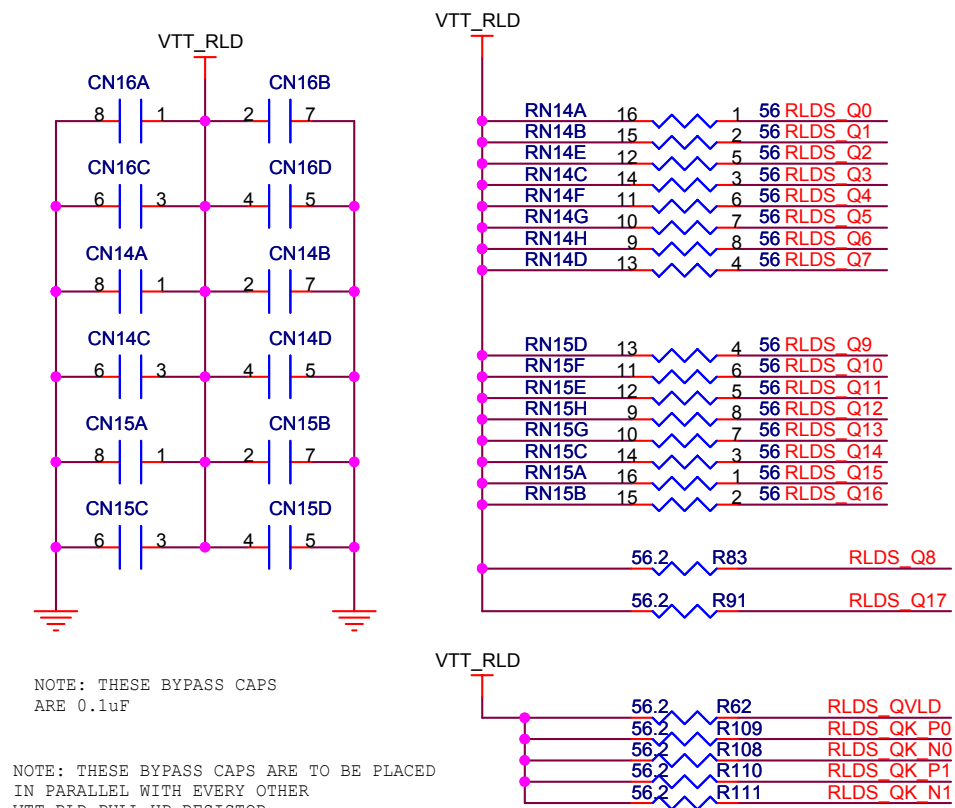 VTT_RLD
CN16A CN16B
8 1 2 7
CN16C CN16D
6 3 4 5
CN14A CN14B
8 1 2 7
CN14C CN14D
6 3 4 5
CN15A CN15B
8 1 2 7
CN15C CN15D
6 3 4 5
NOTE: THESE BYPASS CAPS
ARE 0.1uF
NOTE: THESE BYPASS CAPS ARE TO BE PLACED
IN PARALLEL WITH EVERY OTHER
VTT_RLD PULL-UP RESISTOR
VTT_RLD
RN14A 16 1 56 RLDS_Q0
RN14B 15 2 56 RLDS_Q1
RN14E 12 5 56 RLDS_Q2
RN14C 14 3 56 RLDS_Q3
RN14F 11 6 56 RLDS_Q4
RN14G 10 7 56 RLDS_Q5
RN14H 9 8 56 RLDS_Q6
RN14D 13 4 56 RLDS_Q7
RN15D 13 4 56 RLDS_Q9
RN15F 11 6 56 RLDS_Q10
RN15E 12 5 56 RLDS_Q11
RN15H 9 8 56 RLDS_Q12
RN15G 10 7 56 RLDS_Q13
RN15C 14 3 56 RLDS_Q14
RN15A 16 1 56 RLDS_Q15
RN15B 15 2 56 RLDS_Q16
56.2 R83 RLDS_Q8
56.2 R91 RLDS_Q17
VTT_RLD
56.2 R62 RLDS_QVLD
56.2 R109 RLDS_QK_P0
56.2 R108 RLDS_QK_N0
56.2 R110 RLDS_QK_P1
56.2 R111 RLDS_QK_N1